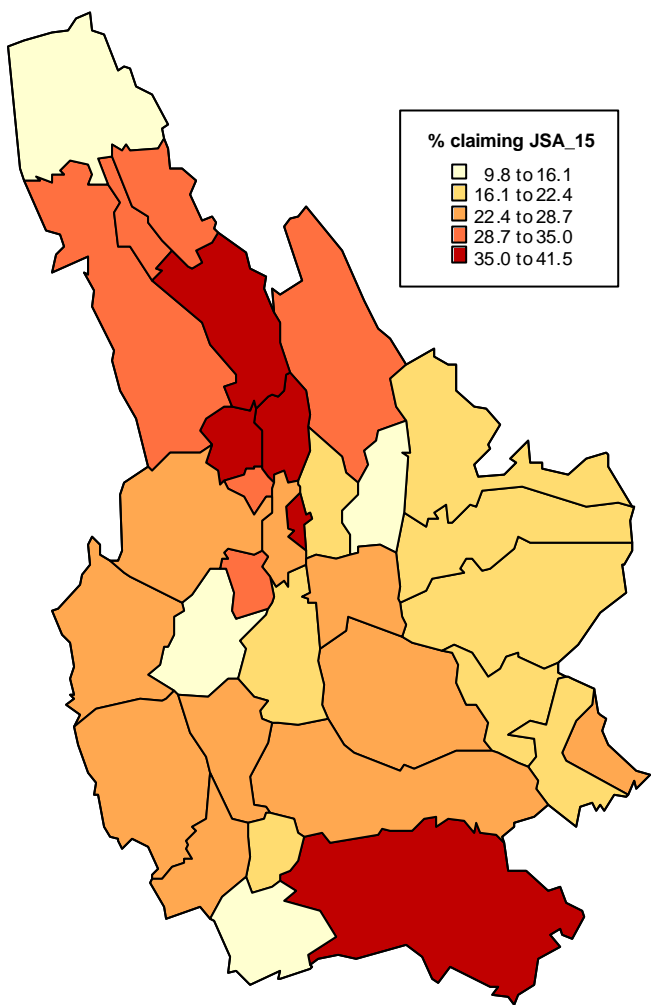 % claiming JSA_15
9.8 to 16.1
16.1 to 22.4
22.4 to 28.7
28.7 to 35.0
35.0 to 41.5